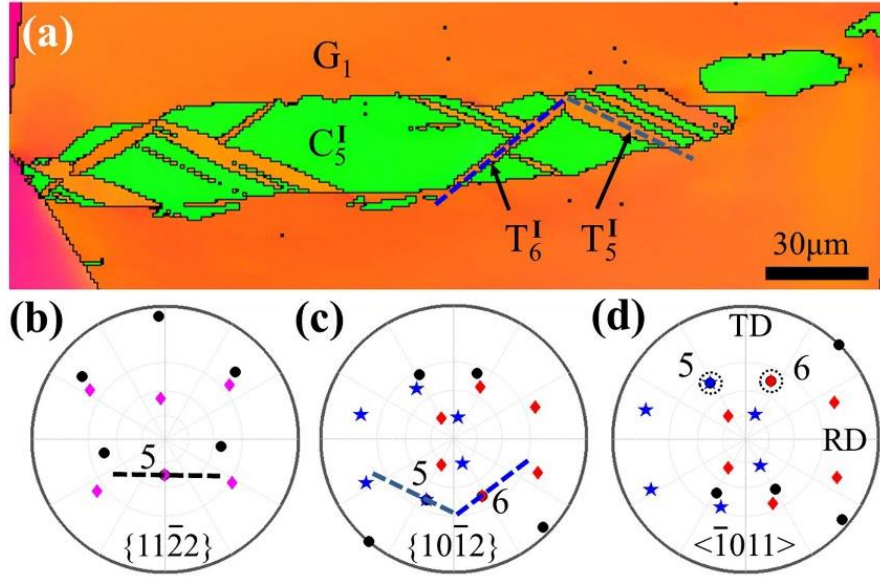 (a)
G₁
C₅ᴵ
T₆ᴵ T₅ᴵ
30μm
(b) (c) (d)
TD
5 6
RD
5
5 6
{112̄2} {101̄2} <1̄011>